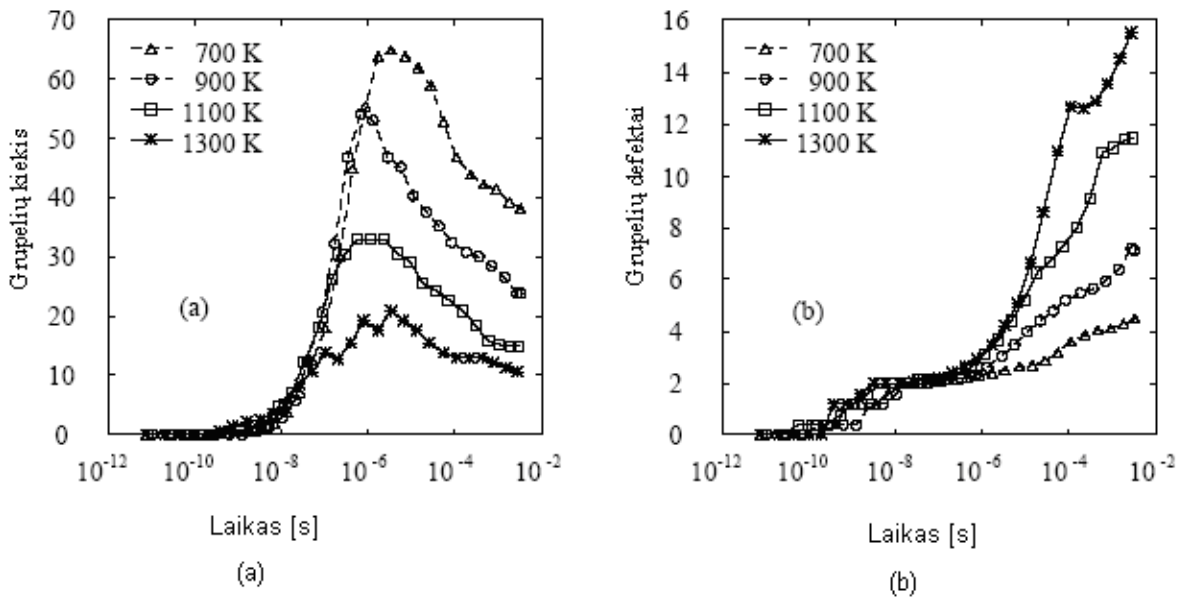 70
60
50
40
30
20
10
0
Grupelių kiekis
700 K
900 K
1100 K
1300 K
(a)
10⁻¹² 10⁻¹⁰ 10⁻⁸ 10⁻⁶ 10⁻⁴ 10⁻²
Laikas [s]
(a)
16
14
12
10
8
6
4
2
0
Grupelių defektai
700 K
900 K
1100 K
1300 K
(b)
10⁻¹² 10⁻¹⁰ 10⁻⁸ 10⁻⁶ 10⁻⁴ 10⁻²
Laikas [s]
(b)